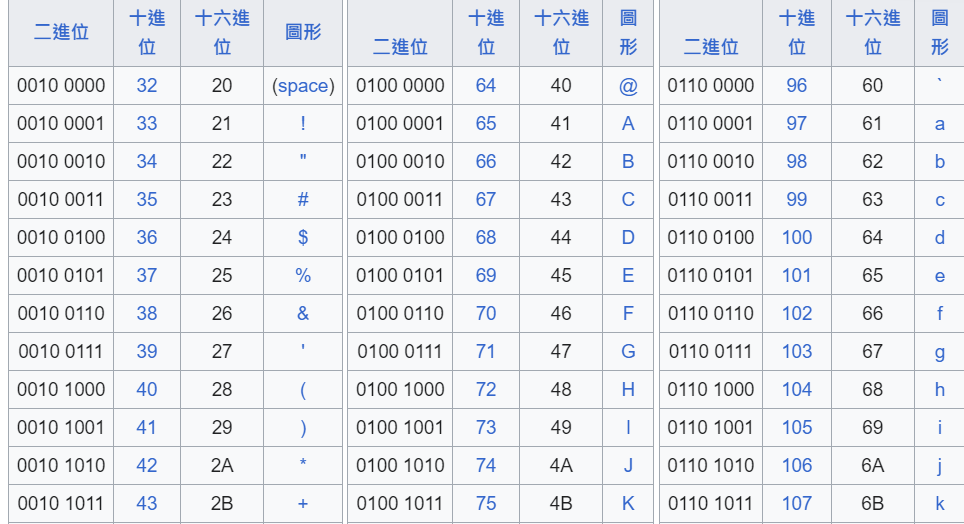 二進位 十進位 十六進位 圖形 二進位 十進位 十六進位 圖形 二進位 十進位 十六進位 圖形
0010 0000 32 20 (space) 0100 0000 64 40 @ 0110 0000 96 60 `
0010 0001 33 21 ! 0100 0001 65 41 A 0110 0001 97 61 a
0010 0010 34 22 " 0100 0010 66 42 B 0110 0010 98 62 b
0010 0011 35 23 # 0100 0011 67 43 C 0110 0011 99 63 c
0010 0100 36 24 $ 0100 0100 68 44 D 0110 0100 100 64 d
0010 0101 37 25 % 0100 0101 69 45 E 0110 0101 101 65 e
0010 0110 38 26 & 0100 0110 70 46 F 0110 0110 102 66 f
0010 0111 39 27 ' 0100 0111 71 47 G 0110 0111 103 67 g
0010 1000 40 28 ( 0100 1000 72 48 H 0110 1000 104 68 h
0010 1001 41 29 ) 0100 1001 73 49 I 0110 1001 105 69 i
0010 1010 42 2A * 0100 1010 74 4A J 0110 1010 106 6A j
0010 1011 43 2B + 0100 1011 75 4B K 0110 1011 107 6B k